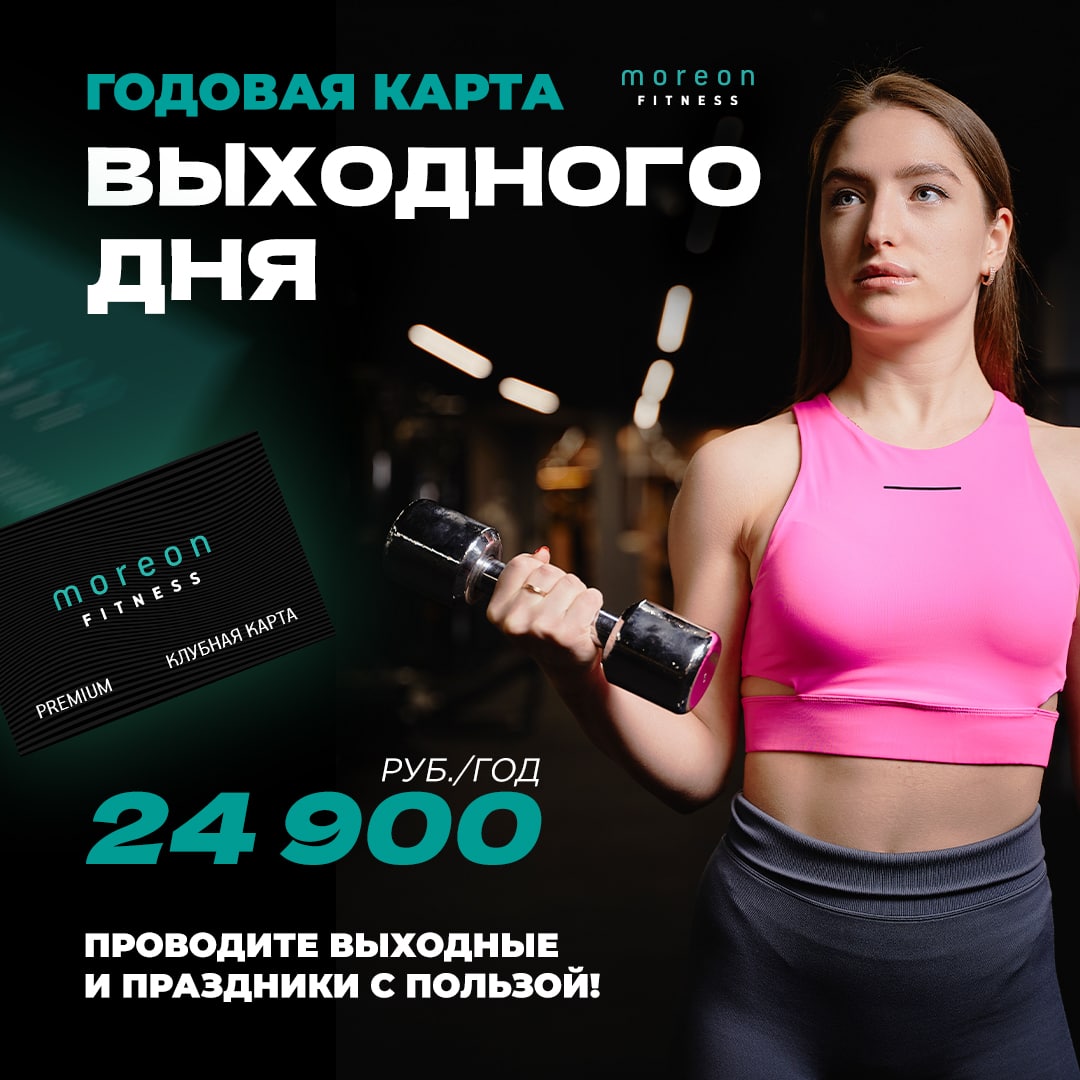 ГОДОВАЯ КАРТА
moreon
FITNESS
ВЫХОДНОГО
ДНЯ
moreon
FITNESS
КЛУБНАЯ КАРТА
PREMIUM
РУБ./ГОД
24 900
ПРОВОДИТЕ ВЫХОДНЫЕ
И ПРАЗДНИКИ С ПОЛЬЗОЙ!